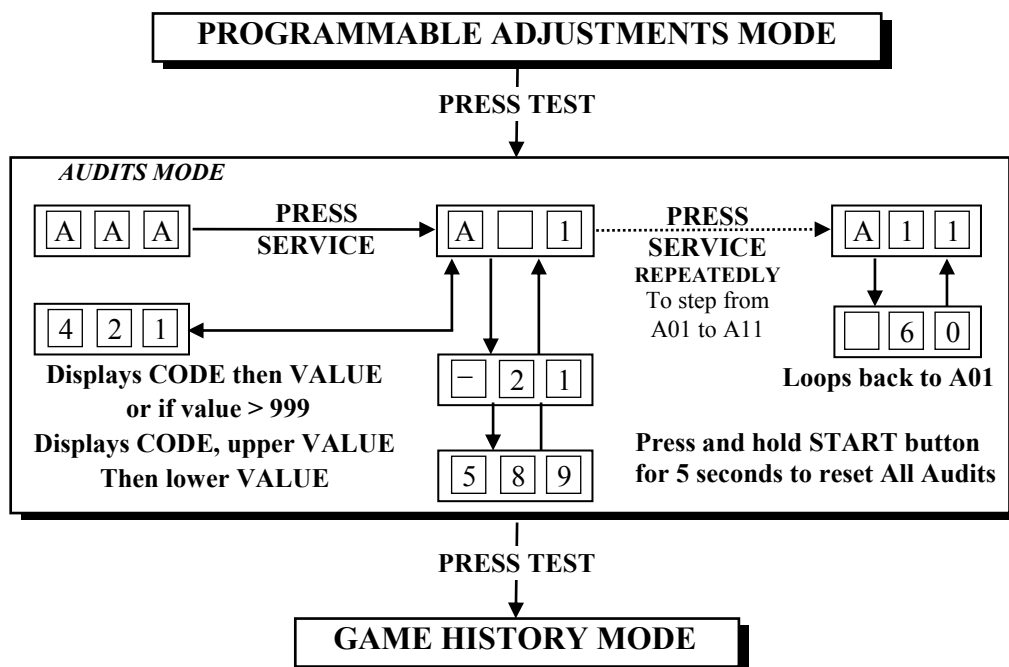 PROGRAMMABLE ADJUSTMENTS MODE
PRESS TEST
AUDITS MODE
A A A
PRESS
SERVICE
A 1
PRESS
SERVICE
REPEATEDLY
To step from
A01 to A11
A 1 1
4 2 1
6 0
Displays CODE then VALUE
or if value > 999
Displays CODE, upper VALUE
Then lower VALUE
– 2 1
5 8 9
Loops back to A01
Press and hold START button
for 5 seconds to reset All Audits
PRESS TEST
GAME HISTORY MODE